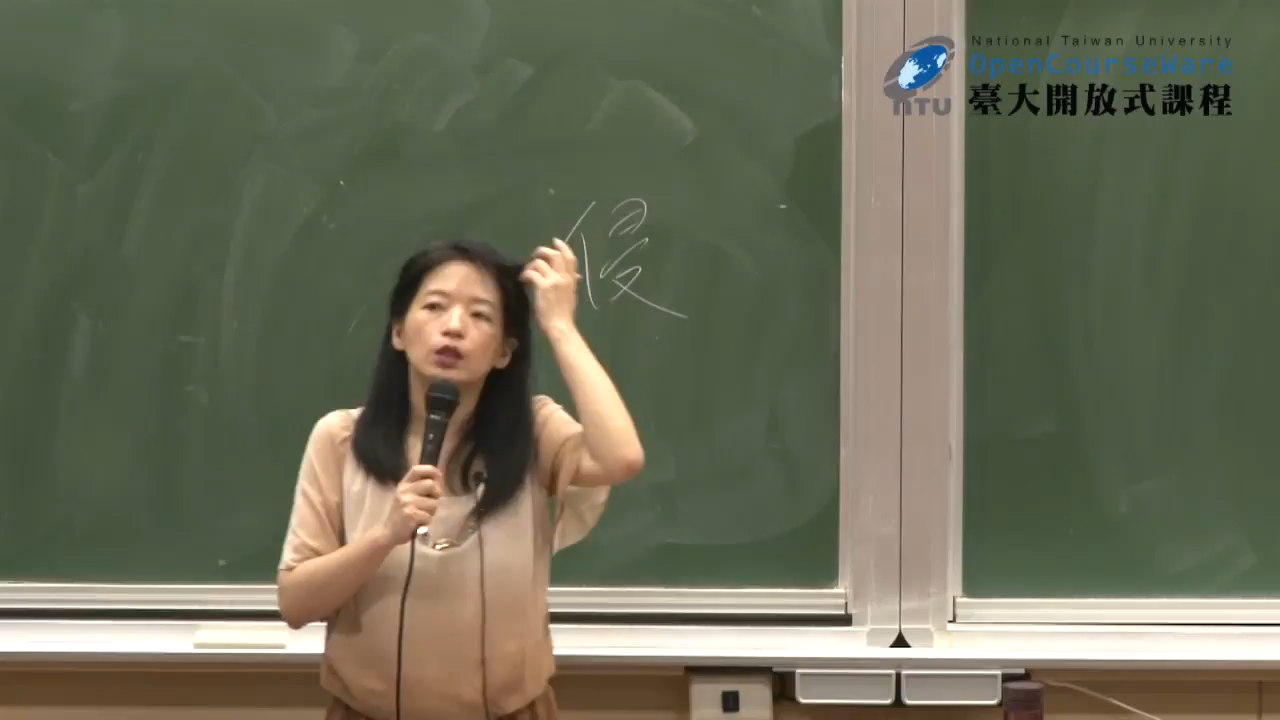 National Taiwan University
OpenCourseWare
NTU
臺大開放式課程
侵